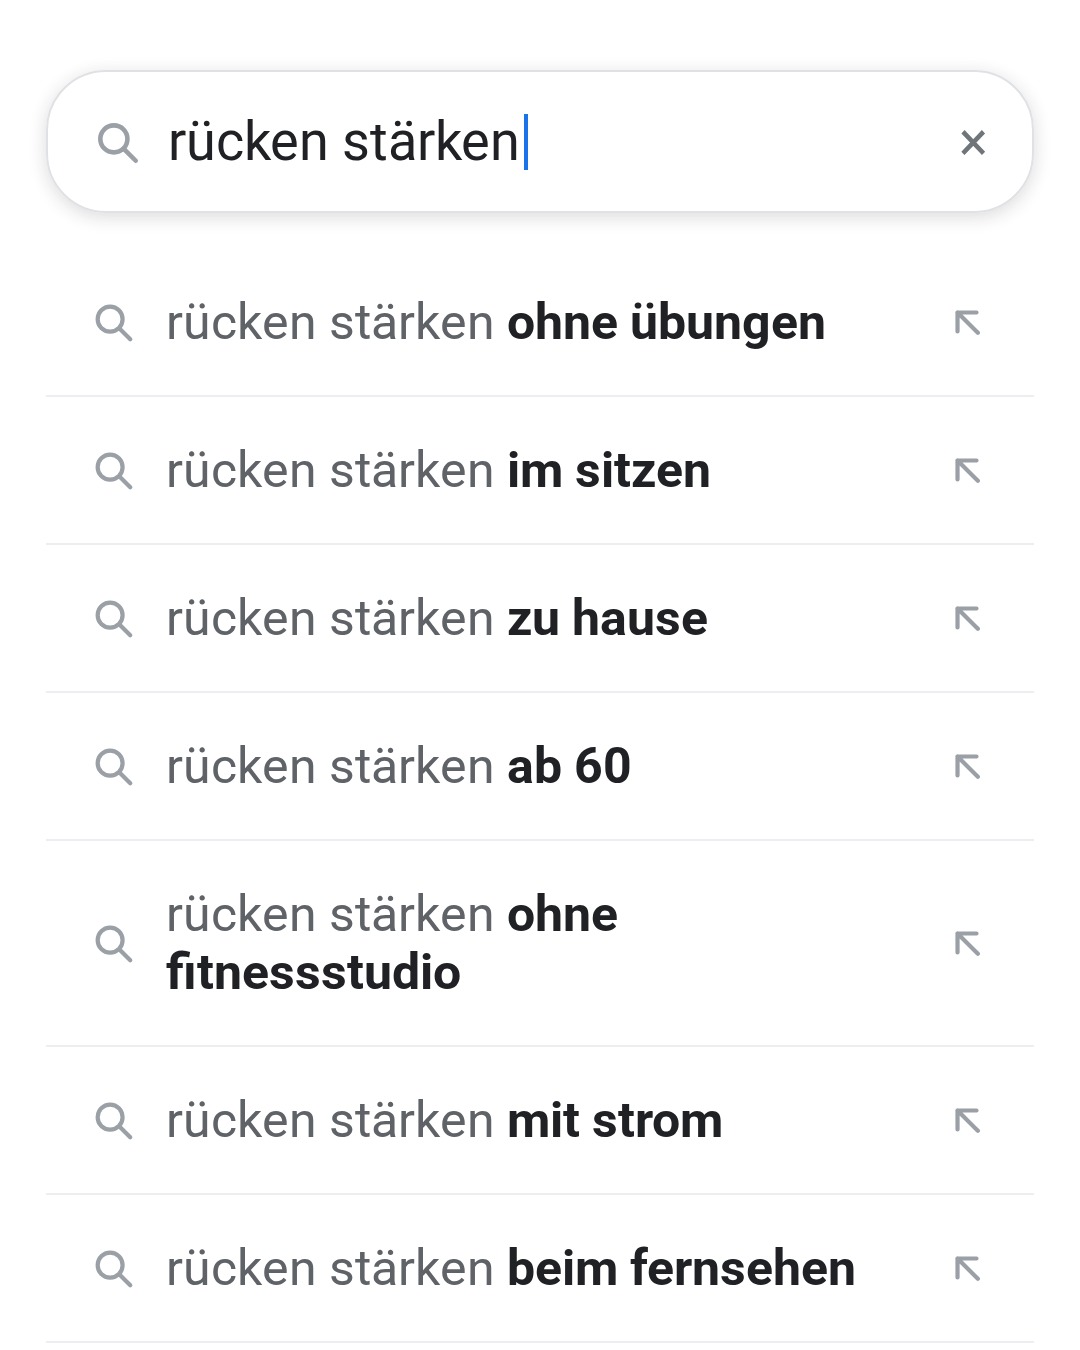 rücken stärken
rücken stärken ohne übungen
rücken stärken im sitzen
rücken stärken zu hause
rücken stärken ab 60
rücken stärken ohne
fitnessstudio
rücken stärken mit strom
rücken stärken beim fernsehen